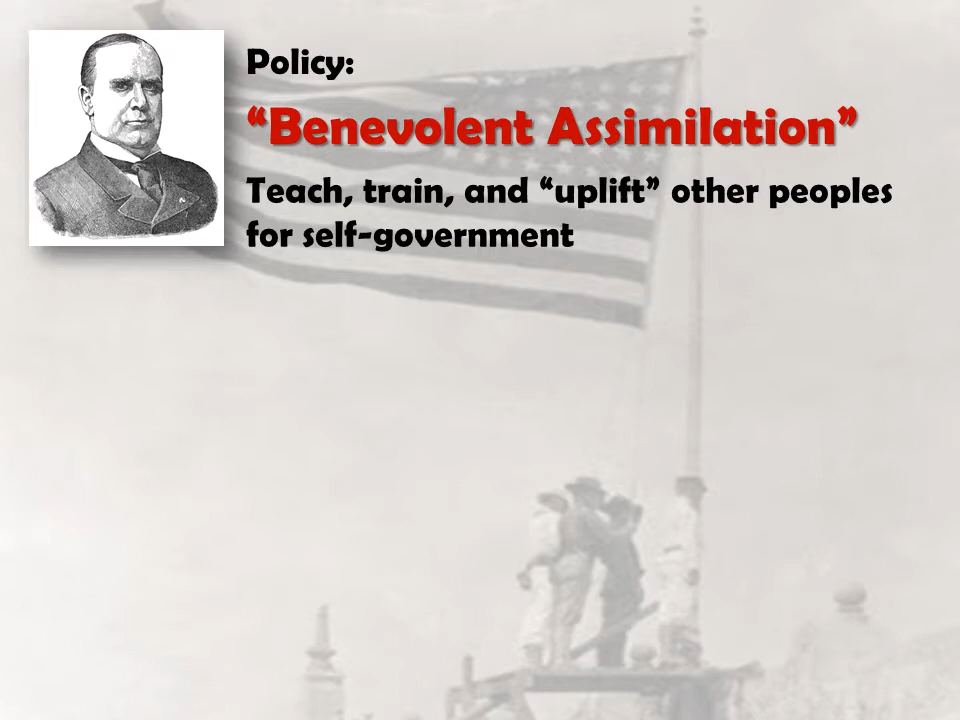 Policy:
“Benevolent Assimilation”
Teach, train, and “uplift” other peoples
for self-government